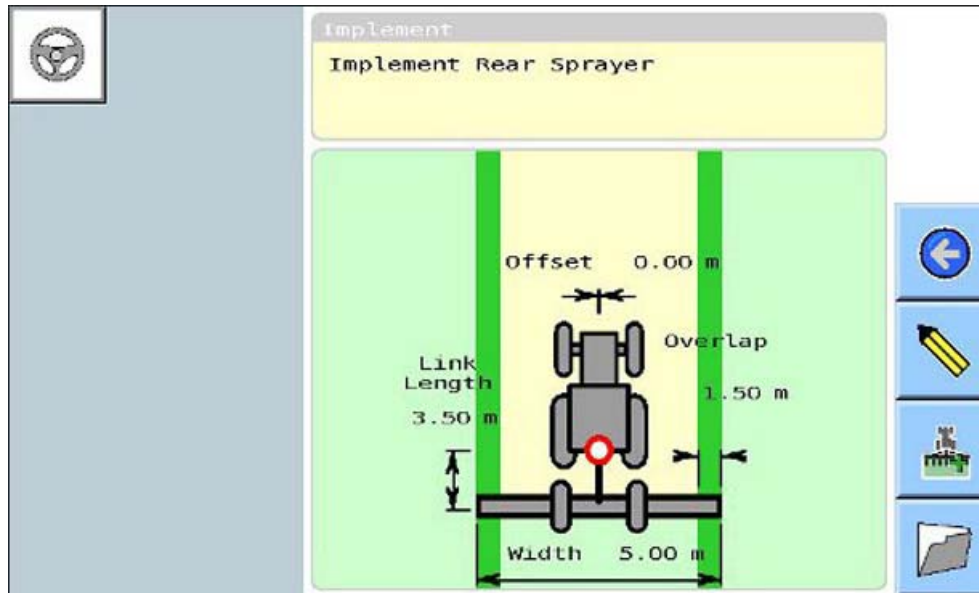 Implement
Implement Rear Sprayer
Offset 0.00 m
Overlap
1.50 m
Link
Length
3.50 m
Width 5.00 m